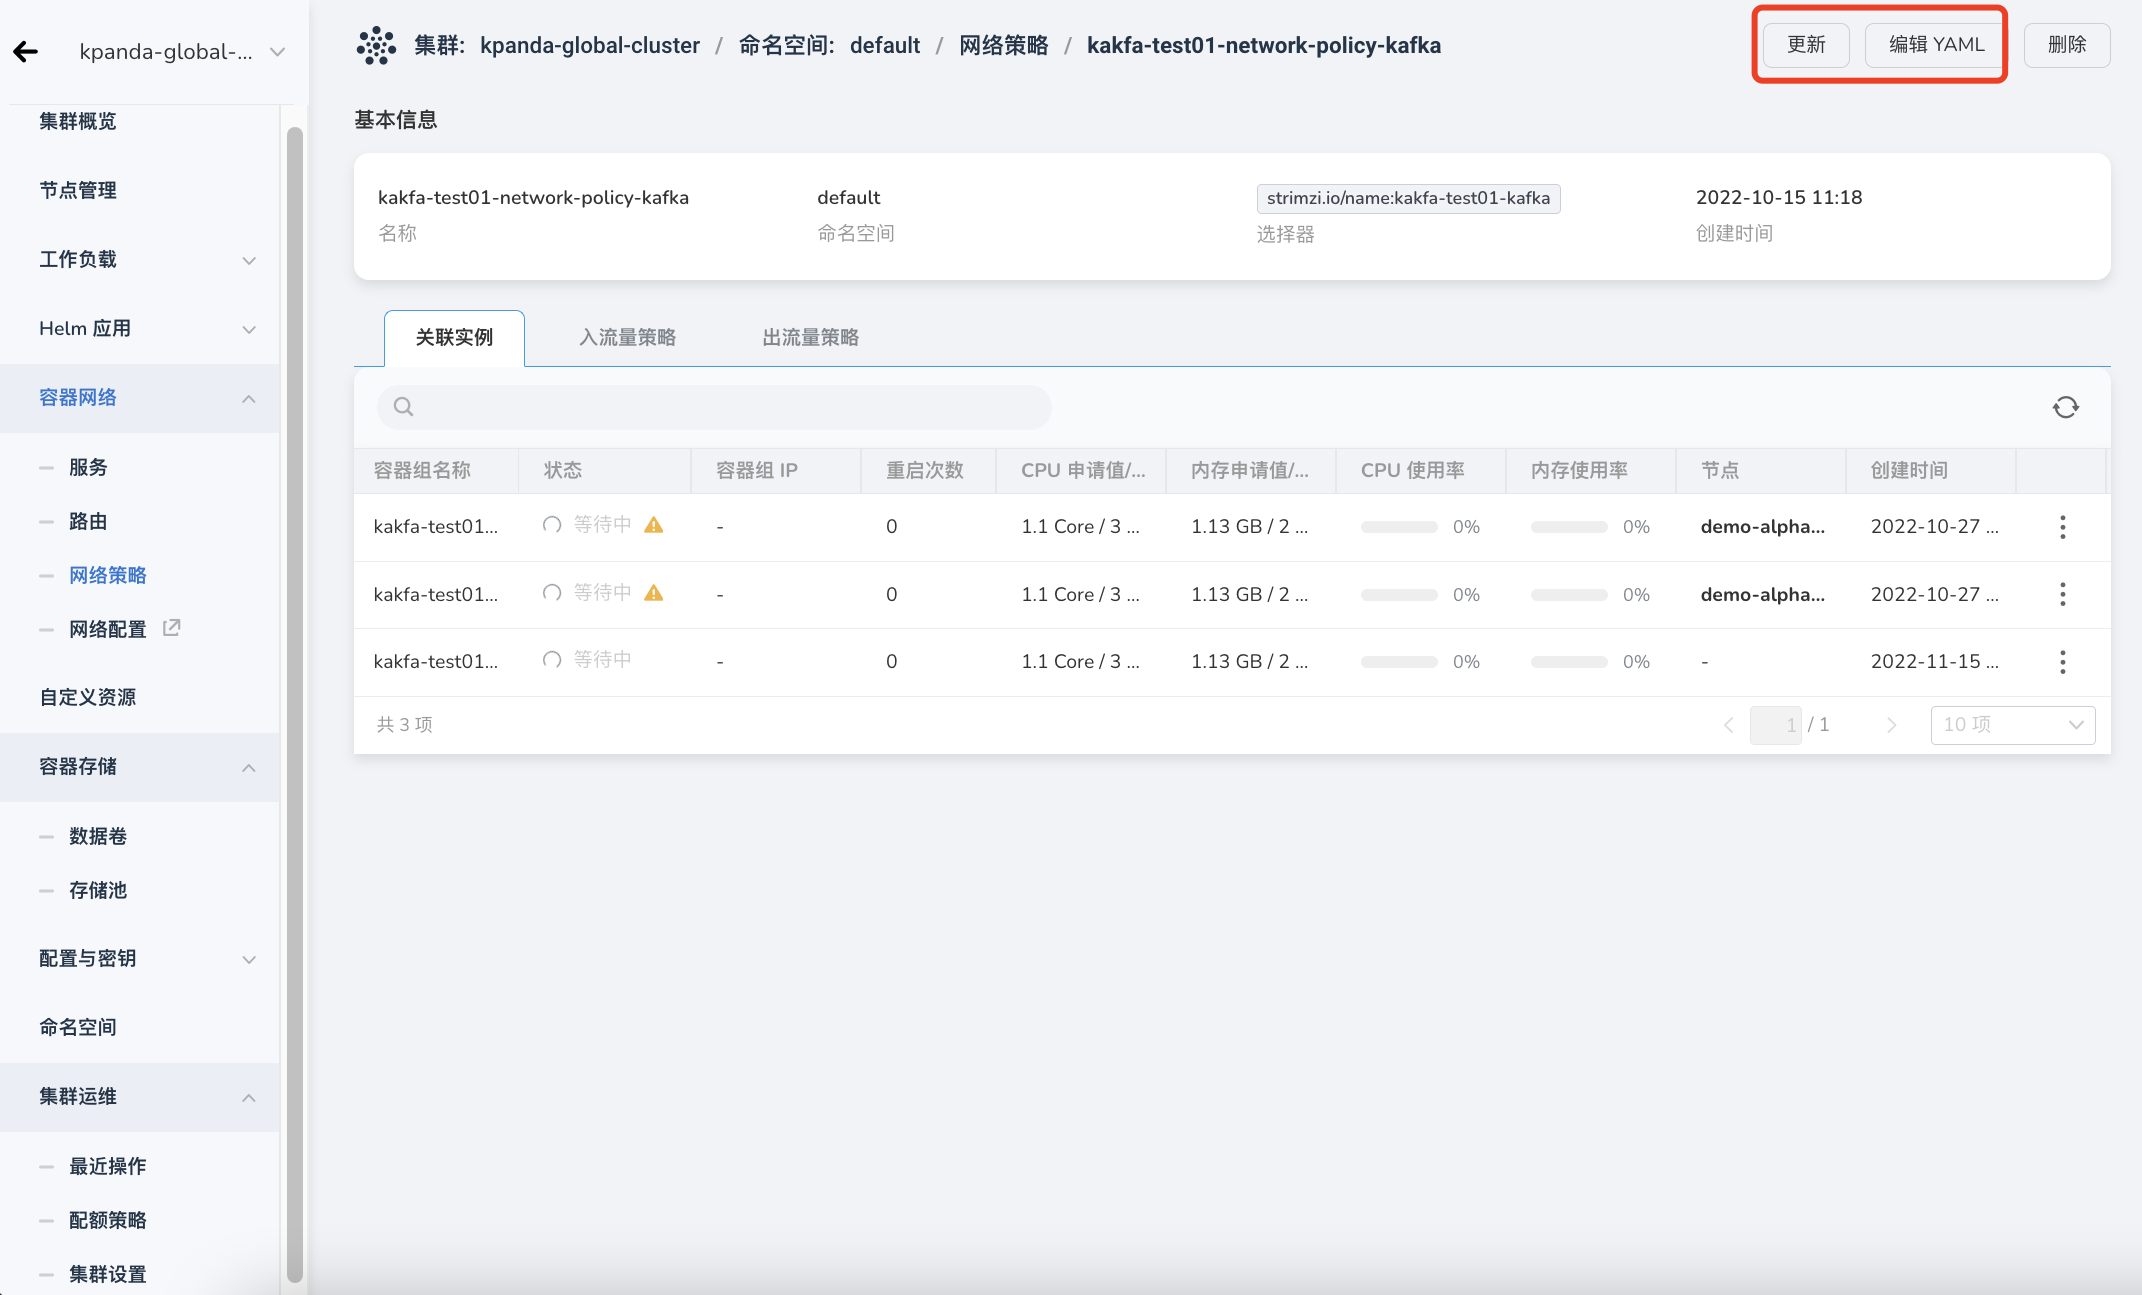 kpanda-global-...
集群: kpanda-global-cluster / 命名空间: default / 网络策略 / kakfa-test01-network-policy-kafka
更新
编辑 YAML
删除
集群概览
节点管理
工作负载
Helm 应用
容器网络
服务
路由
网络策略
网络配置
自定义资源
容器存储
数据卷
存储池
配置与密钥
命名空间
集群运维
最近操作
配额策略
集群设置
基本信息
kakfa-test01-network-policy-kafka
名称
default
命名空间
strimzi.io/name:kakfa-test01-kafka
选择器
2022-10-15 11:18
创建时间
关联实例 入流量策略 出流量策略
容器组名称 状态 容器组 IP 重启次数 CPU 申请值/... 内存申请值/... CPU 使用率 内存使用率 节点 创建时间
kakfa-test01... 等待中 - 0 1.1 Core / 3 ... 1.13 GB / 2 ... 0% 0% demo-alpha... 2022-10-27 ...
kakfa-test01... 等待中 - 0 1.1 Core / 3 ... 1.13 GB / 2 ... 0% 0% demo-alpha... 2022-10-27 ...
kakfa-test01... 等待中 - 0 1.1 Core / 3 ... 1.13 GB / 2 ... 0% 0% - 2022-11-15 ...
共 3 项
1 / 1
10 项